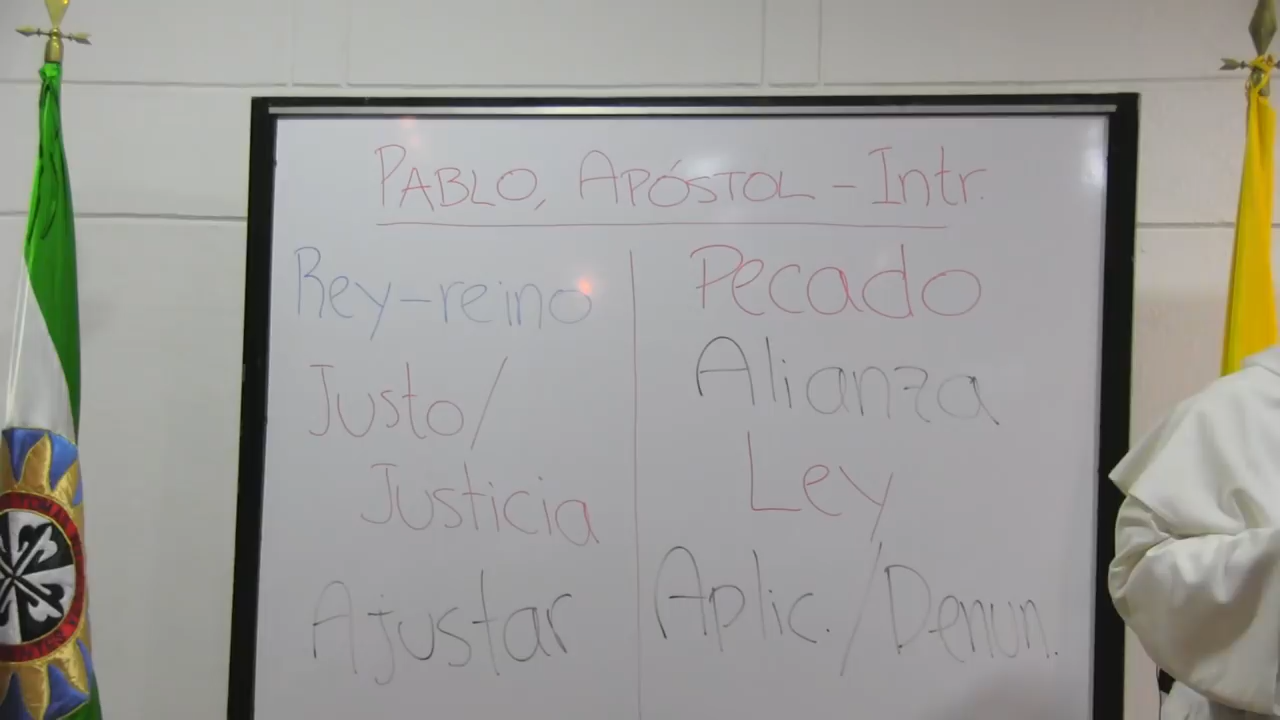 PABLO, APÓSTOL - Intr.
Rey-reino
Justo/
Justicia
Ajustar
Pecado
Alianza
Ley
Aplic./Denun.